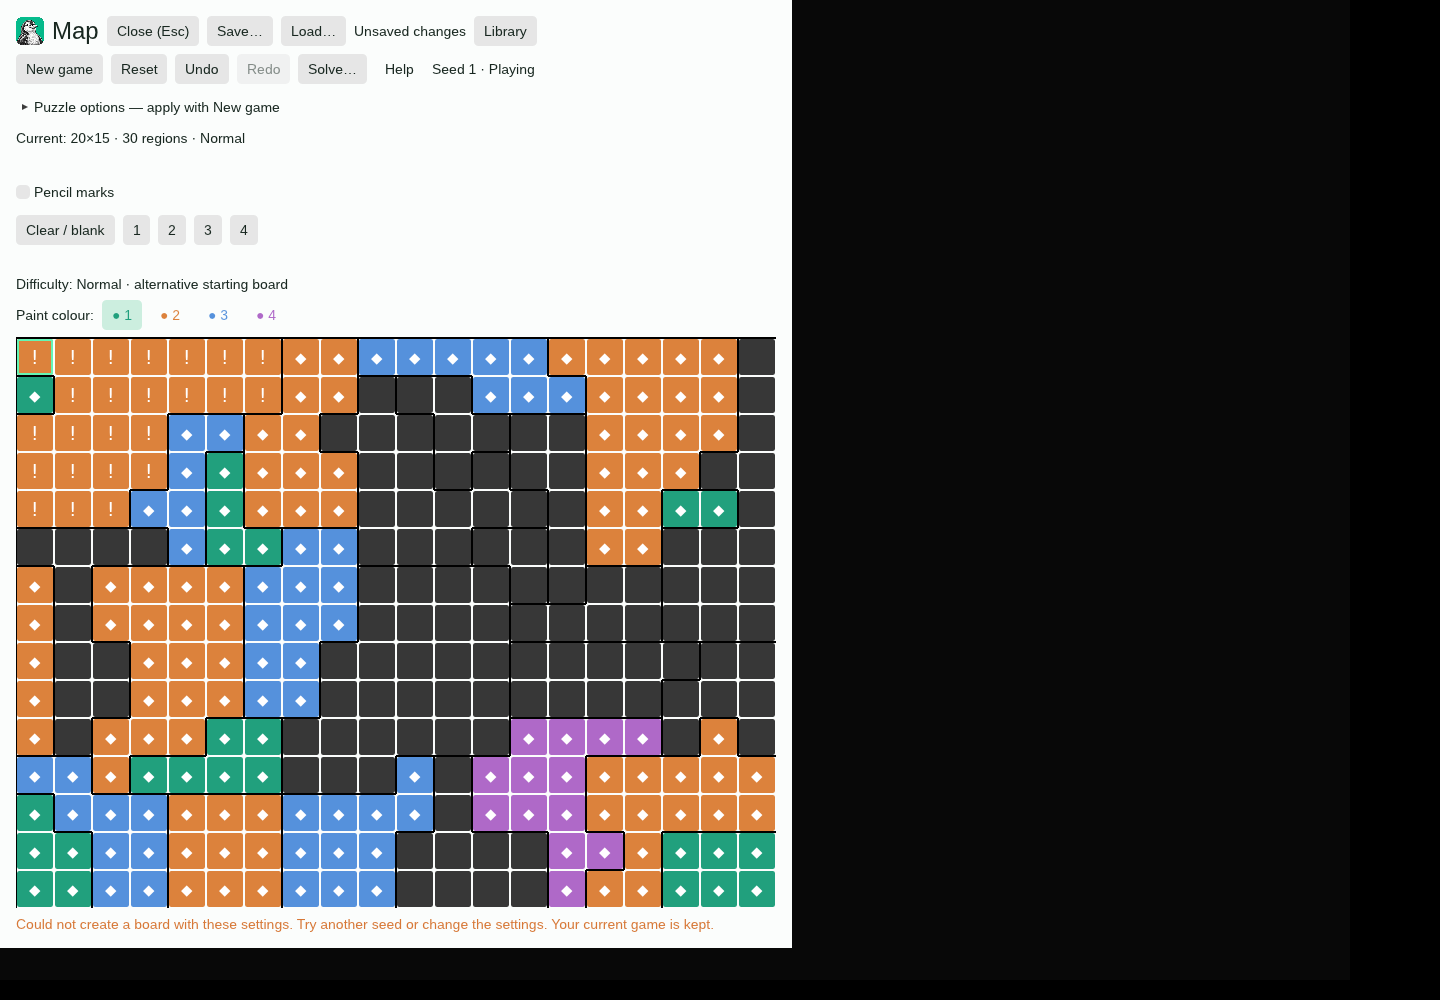 Map Close (Esc) Save… Load… Unsaved changes Library
New game Reset Undo Redo Solve… Help Seed 1 · Playing
▸ Puzzle options — apply with New game
Current: 20×15 · 30 regions · Normal
Pencil marks
Clear / blank 1 2 3 4
Difficulty: Normal · alternative starting board
Paint colour: ● 1 ● 2 ● 3 ● 4
! ! ! ! ! ! !
! ! ! ! ! !
! ! ! !
! ! ! !
! ! !
Could not create a board with these settings. Try another seed or change the settings. Your current game is kept.